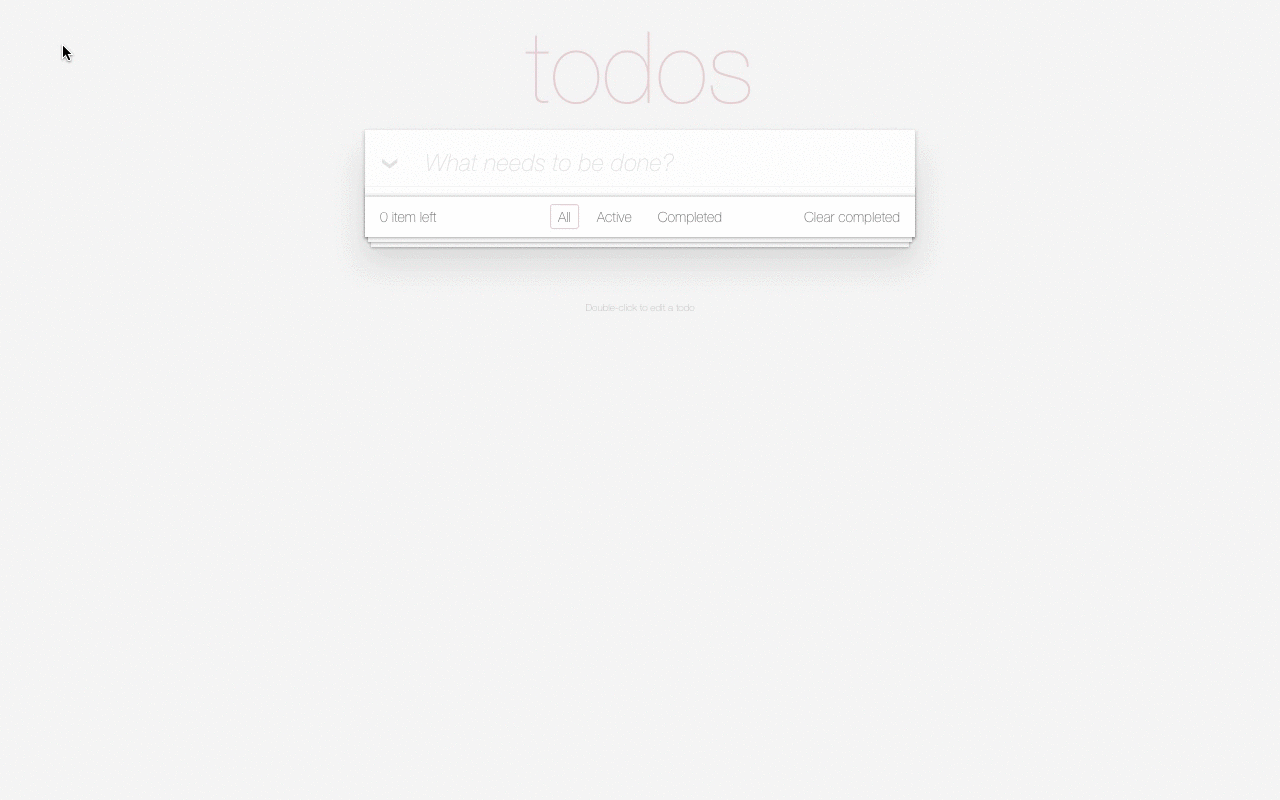 todos
What needs to be done?
0 item left All Active Completed Clear completed
Double-click to edit a todo